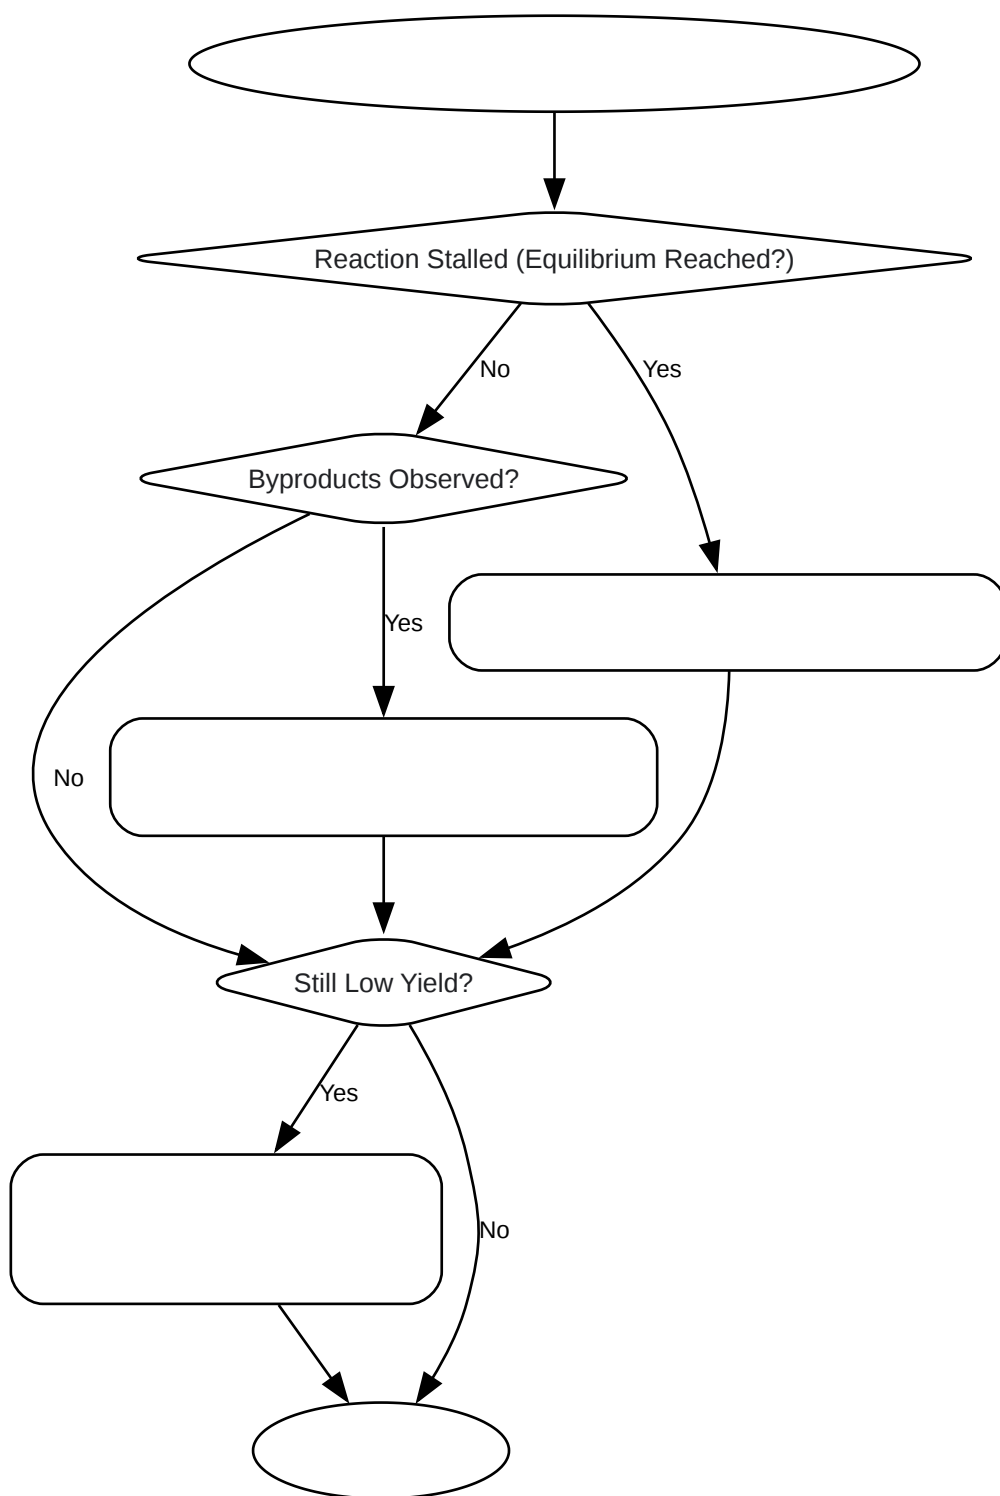 Reaction Stalled (Equilibrium Reached?)
No
Yes
Byproducts Observed?
Yes
No
Still Low Yield?
Yes
No